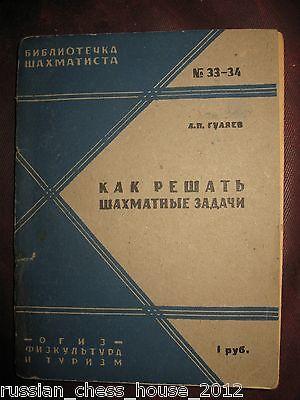 БИБЛИОТЕЧКА
ШАХМАТИСТА
№ 33-34
А.П. ГУЛЯЕВ
КАК РЕШАТЬ
ШАХМАТНЫЕ ЗАДАЧИ
—ОГИЗ—
ФИЗКУЛЬТУРА
И ТУРИЗМ
1 руб.
russian_chess_house_2012